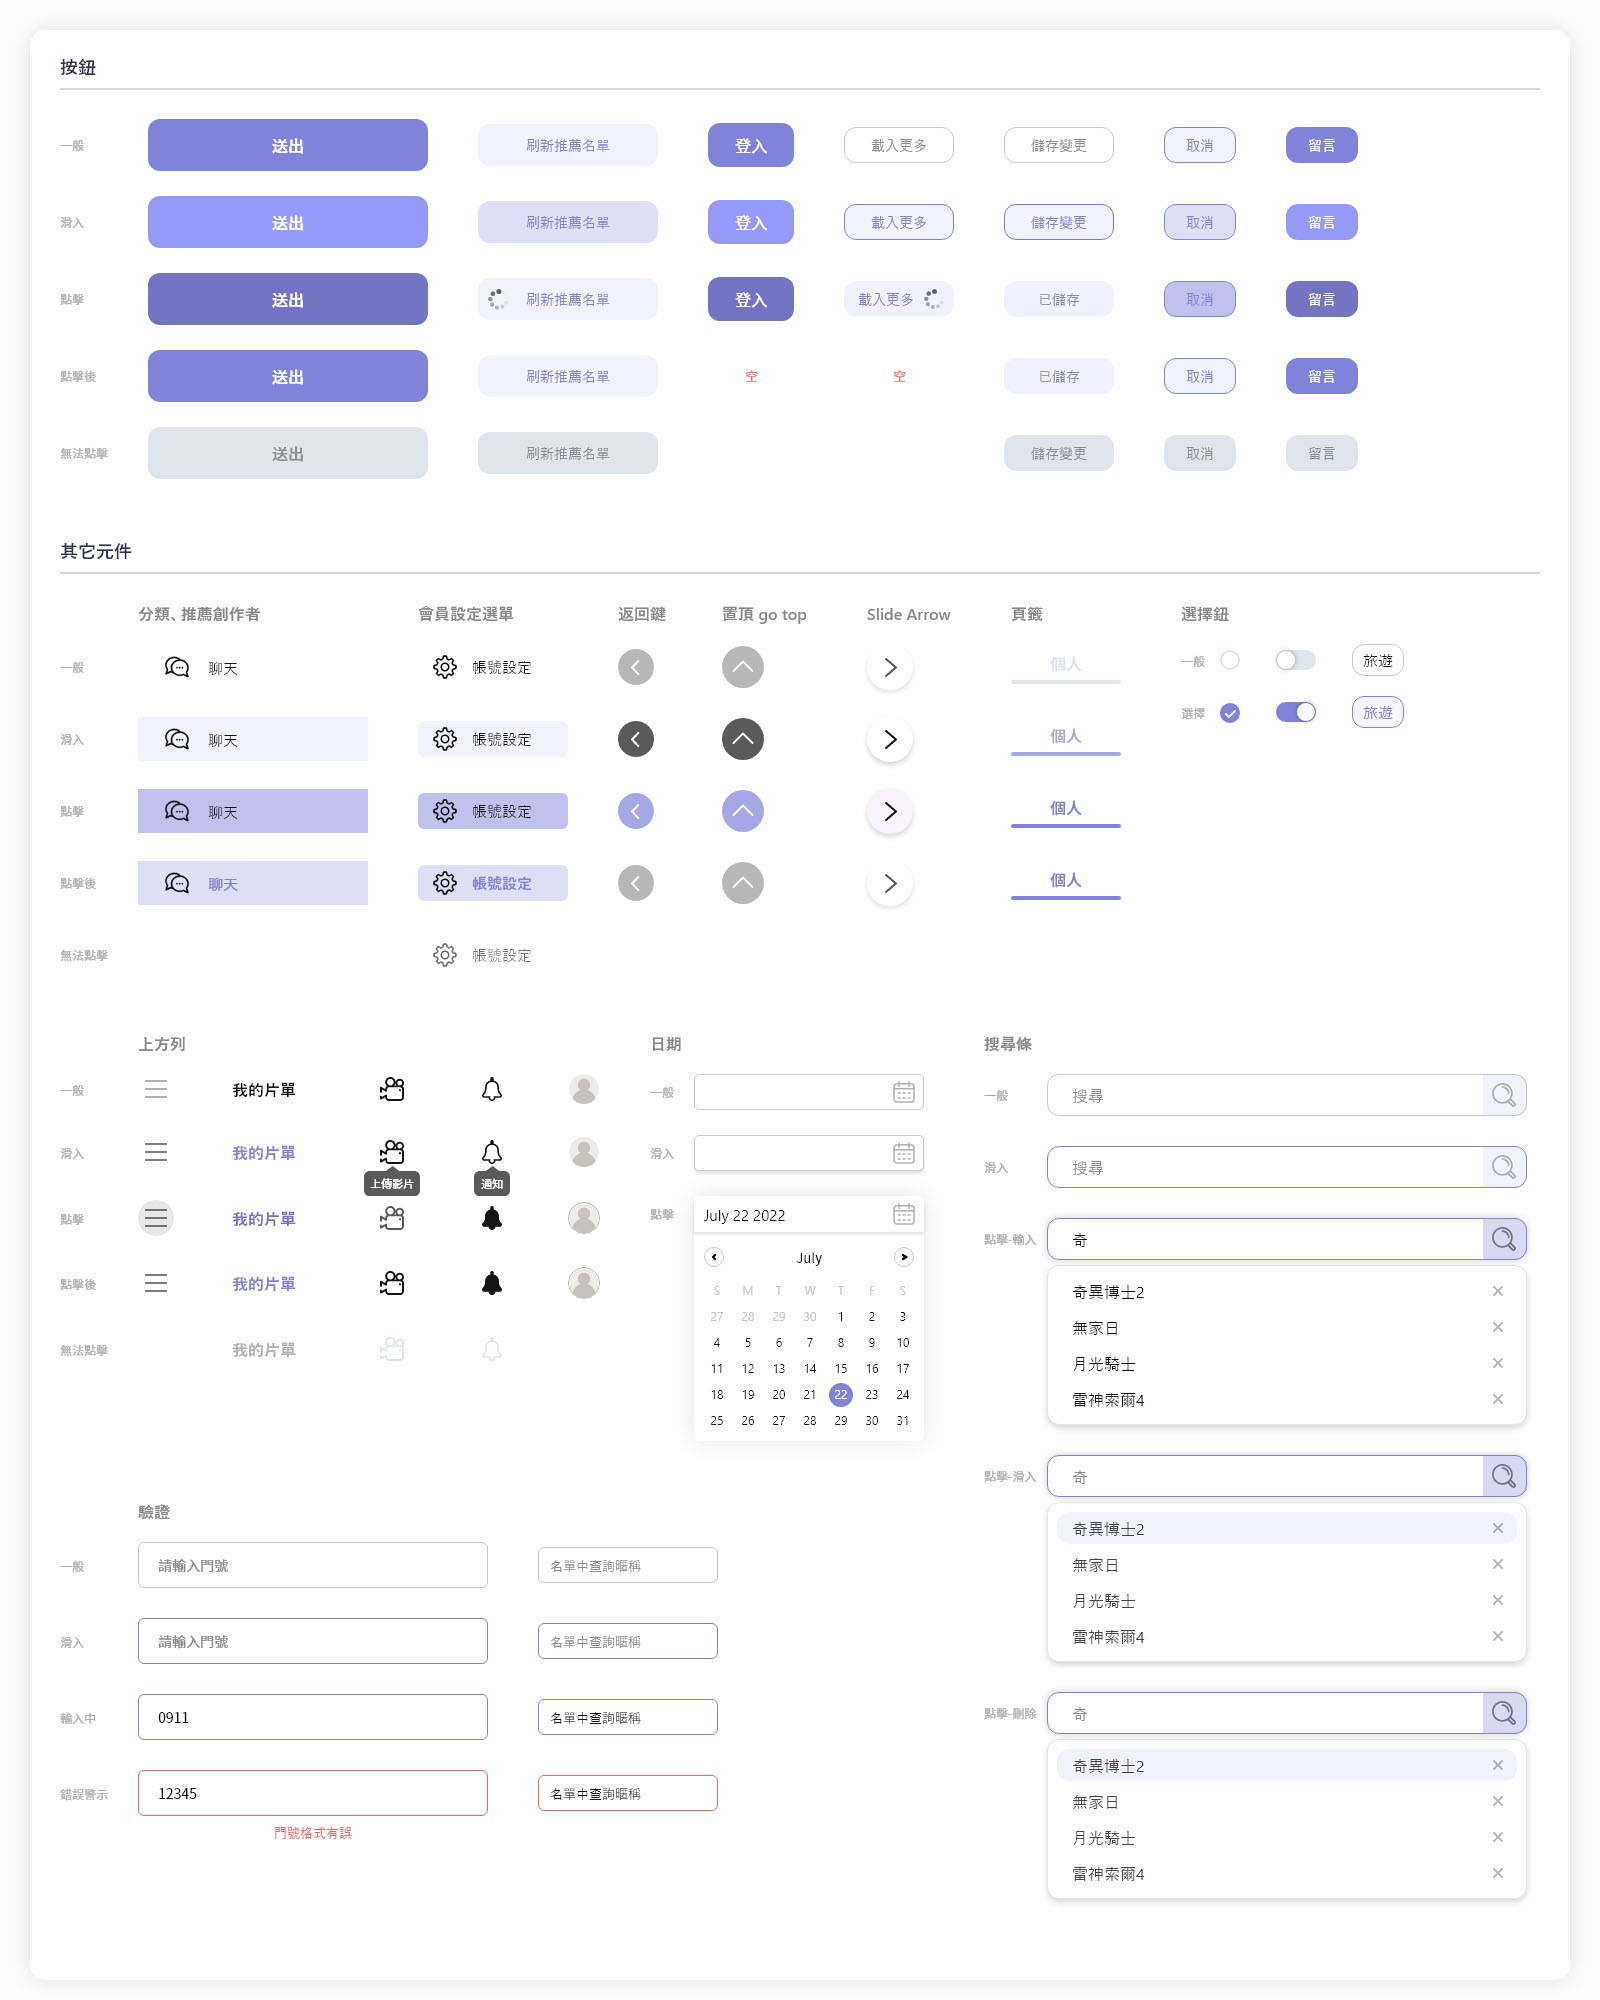 按鈕
一般 送出 刷新推薦名單 登入 載入更多 儲存變更 取消 留言
滑入 送出 刷新推薦名單 登入 載入更多 儲存變更 取消 留言
點擊 送出 刷新推薦名單 登入 載入更多 已儲存 取消 留言
點擊後 送出 刷新推薦名單 空 空 已儲存 取消 留言
無法點擊 送出 刷新推薦名單 儲存變更 取消 留言
其它元件
分類、推薦創作者 會員設定選單 返回鍵 置頂 go top Slide Arrow 頁籤 選擇鈕
一般 聊天 帳號設定 個人 一般 旅遊
滑入 聊天 帳號設定 個人 選擇 旅遊
點擊 聊天 帳號設定 個人
點擊後 聊天 帳號設定 個人
無法點擊 帳號設定
上方列
一般 我的片單
滑入 我的片單
上傳影片 通知
點擊 我的片單
點擊後 我的片單
無法點擊 我的片單
日期
一般
滑入
點擊 July 22 2022
July
S M T W T F S
27 28 29 30 1 2 3
4 5 6 7 8 9 10
11 12 13 14 15 16 17
18 19 20 21 22 23 24
25 26 27 28 29 30 31
搜尋條
一般 搜尋
滑入 搜尋
點擊-輸入 奇
奇異博士2
無家日
月光騎士
雷神索爾4
點擊-滑入 奇
奇異博士2
無家日
月光騎士
雷神索爾4
點擊-刪除 奇
奇異博士2
無家日
月光騎士
雷神索爾4
驗證
一般 請輸入門號 名單中查詢暱稱
滑入 請輸入門號 名單中查詢暱稱
輸入中 0911 名單中查詢暱稱
錯誤警示 12345 名單中查詢暱稱
門號格式有誤